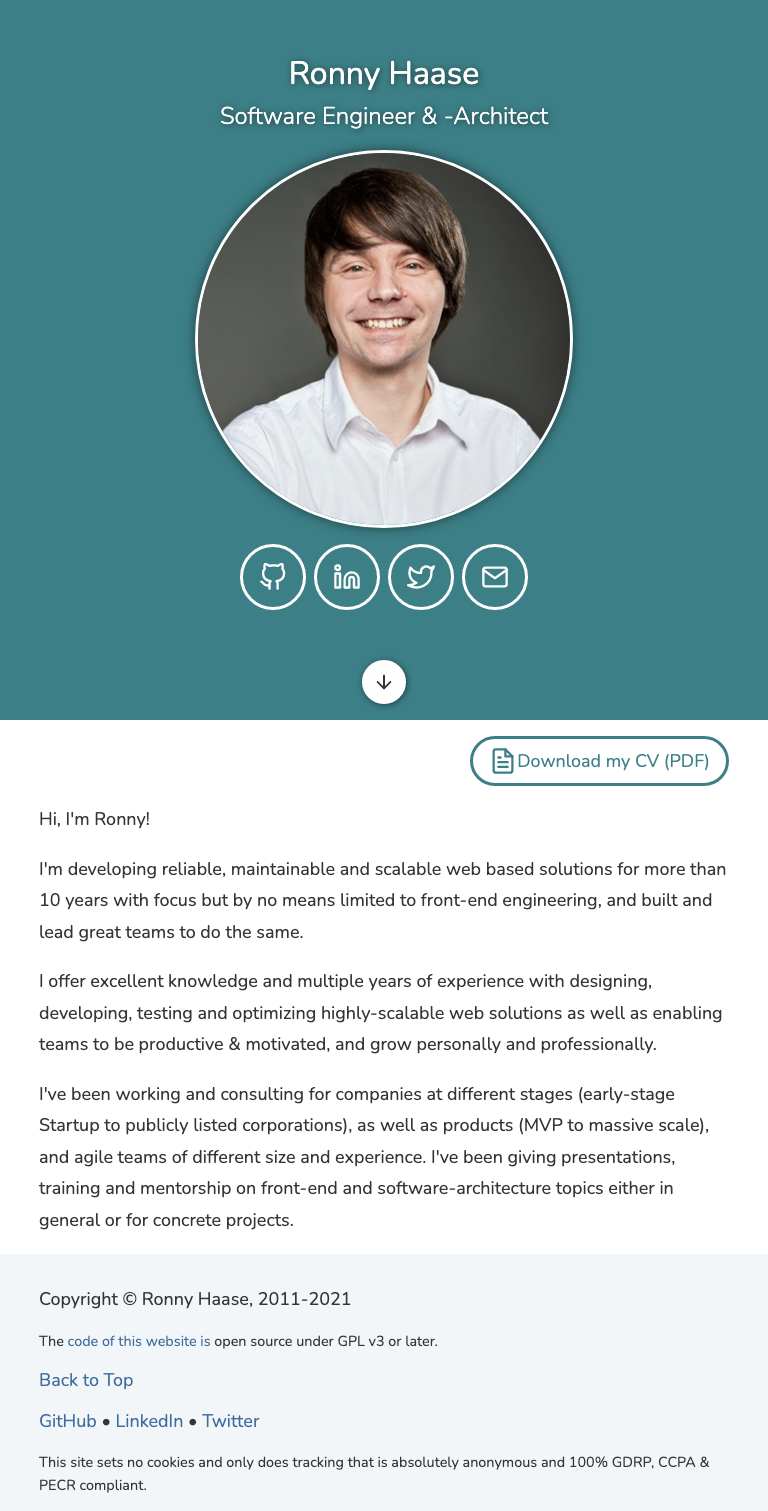 Ronny Haase
Software Engineer & -Architect
Download my CV (PDF)
Hi, I'm Ronny!
I'm developing reliable, maintainable and scalable web based solutions for more than
10 years with focus but by no means limited to front-end engineering, and built and
lead great teams to do the same.
I offer excellent knowledge and multiple years of experience with designing,
developing, testing and optimizing highly-scalable web solutions as well as enabling
teams to be productive & motivated, and grow personally and professionally.
I've been working and consulting for companies at different stages (early-stage
Startup to publicly listed corporations), as well as products (MVP to massive scale),
and agile teams of different size and experience. I've been giving presentations,
training and mentorship on front-end and software-architecture topics either in
general or for concrete projects.
Copyright © Ronny Haase, 2011-2021
The code of this website is open source under GPL v3 or later.
Back to Top
GitHub • LinkedIn • Twitter
This site sets no cookies and only does tracking that is absolutely anonymous and 100% GDRP, CCPA &
PECR compliant.